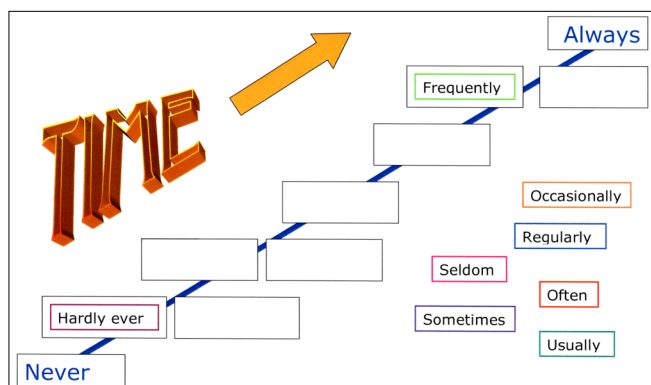 Always
Frequently
TIME
Occasionally
Regularly
Seldom
Often
Hardly ever
Sometimes
Usually
Never